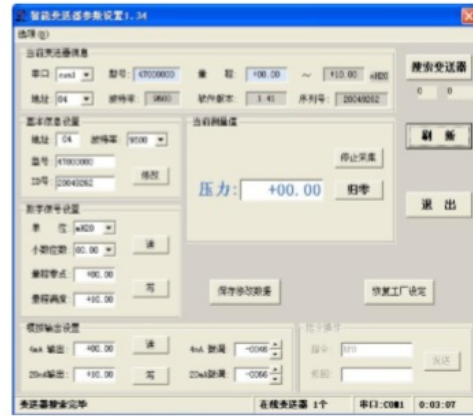 智能变送器参数设置1.34
选项(O)
当前变送器信息
串口: com1 型号: 47000000 量 程: +00.00 ~ +10.00 mH2O
地址: 04 波特率: 9600 软件版本: 1.41 序列号: 20049262
搜索变送器
0 0
基本信息设置
地址: 04 波特率: 9600
型号: 47000000
ID号: 20049262
修改
当前测量值
停止采集
压力: +00.00 归零
刷 新
退 出
数字信号设置
单 位: mH2O
小数位数: 00.00 读
量程零点: +00.00
量程满度: +10.00 写
保存修改数据
恢复工厂设定
模拟输出设置
4mA 输出: +00.00 读 4mA 微调: -0046
20mA输出: +10.00 写 20mA微调: -0066
指令操作
指令:
发送
变送器搜索完毕 在线变送器 1个 串口:COM1 0:03:07